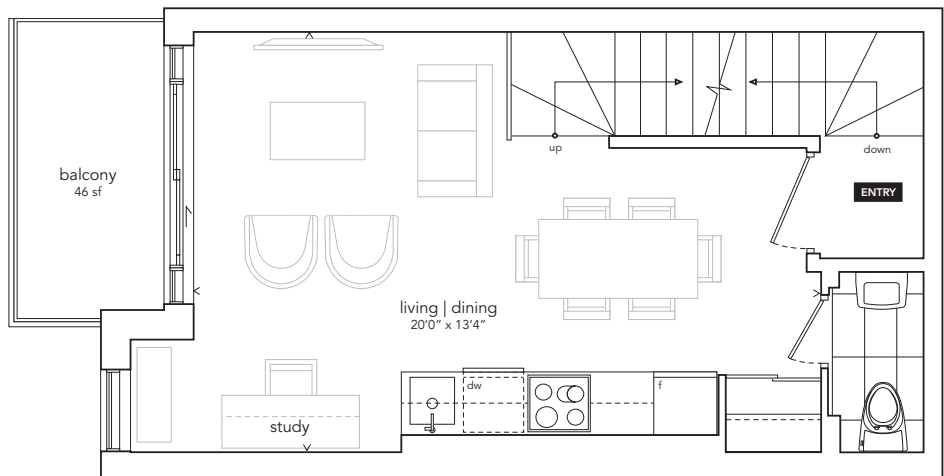 up
down
balcony
46 sf
ENTRY
living | dining
20'0" x 13'4"
dw
f
study